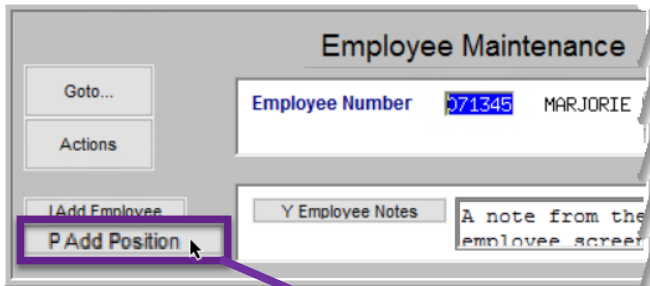 Employee Maintenance
Goto...
Employee Number 071345 MARJORIE
Actions
I Add Employee
Y Employee Notes
A note from the
employee screen
P Add Position